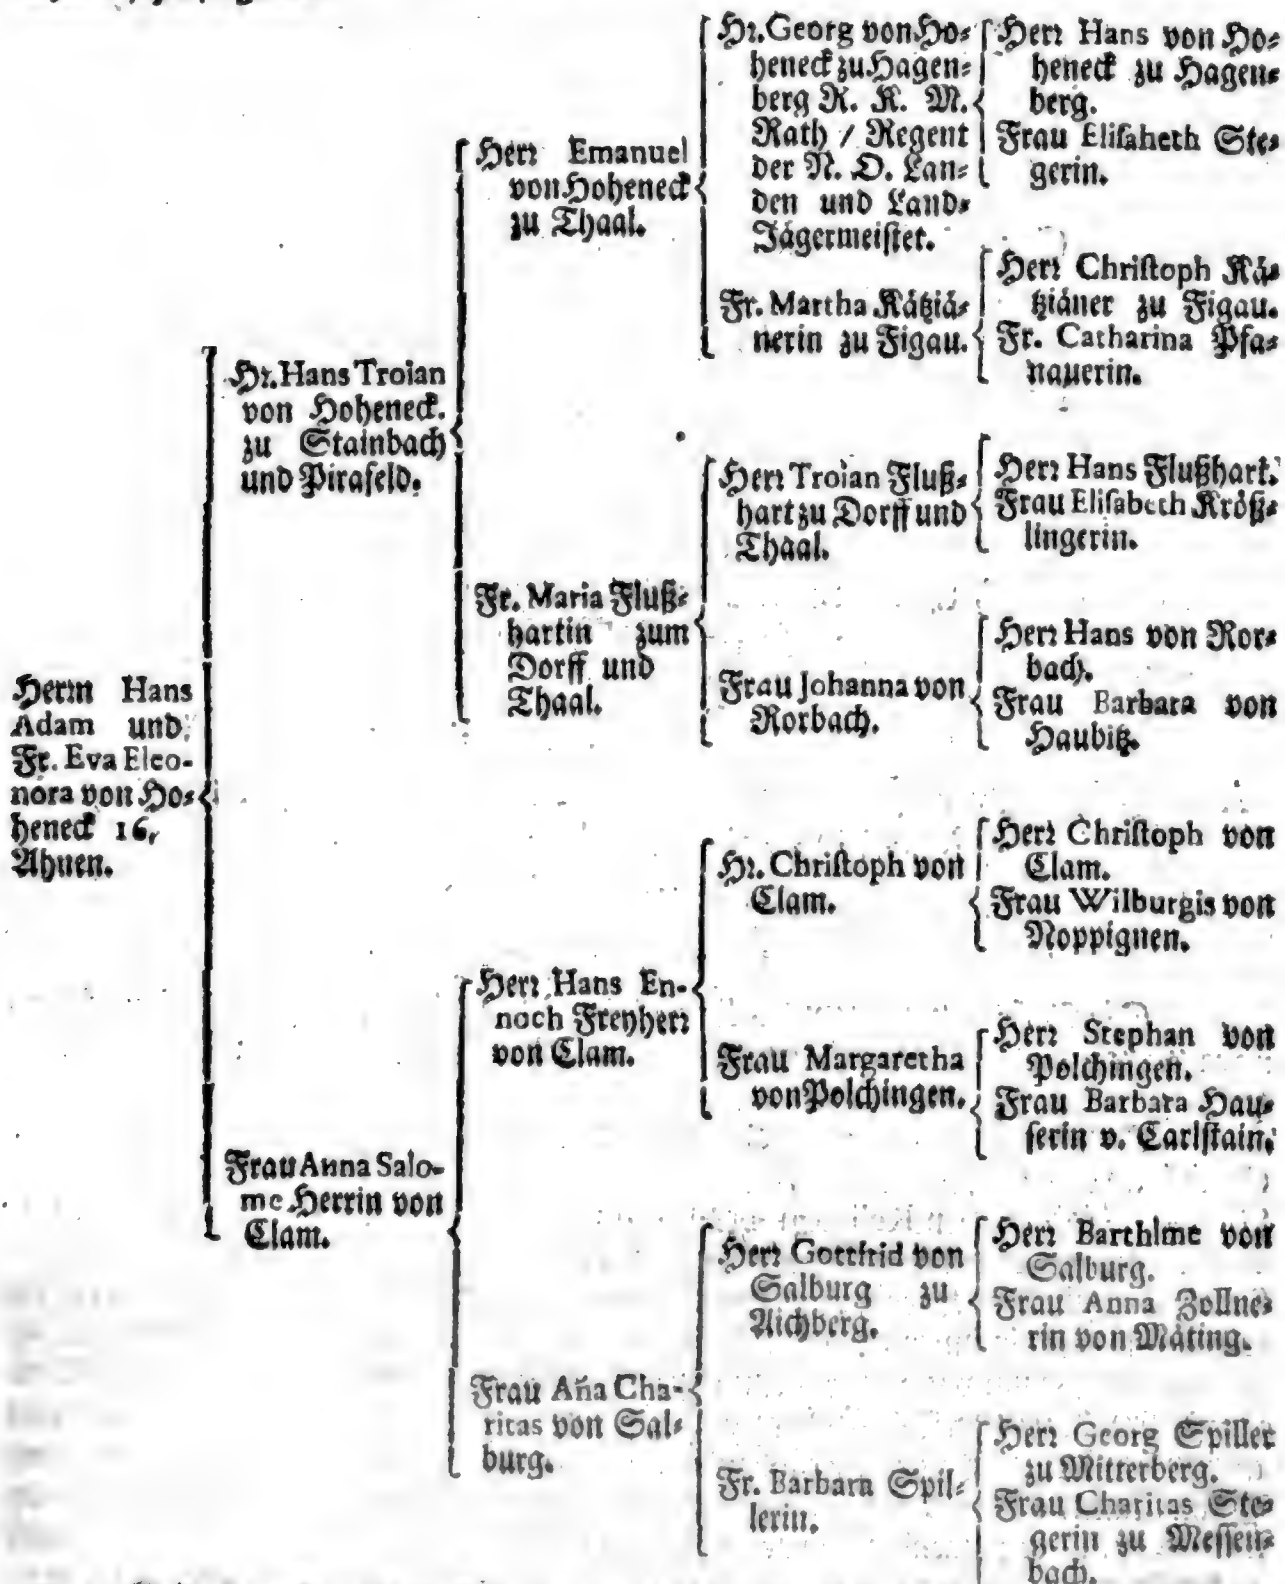 Herrn Hans
Adam und
Fr. Eva Eleo-
nora von Ho-
heneck 16,
Ahnen.
Hr. Hans Troian
von Hoheneck.
zu Stainbach
und Pirafeld.
Frau Anna Salo-
me Herrin von
Clam.
Herr Emanuel
von Hoheneck
zu Thaal.
Fr. Maria Fluß-
hartin zum
Dorff und
Thaal.
Herr Hans En-
noch Freyherr
von Clam.
Frau Aña Cha-
ritas von Sal-
burg.
Hr. Georg von Ho-
heneck zu Hagen-
berg R. K. M.
Rath / Regent
der N. O. Lan-
den und Land-
Jägermeister.
Fr. Martha Kåtziå-
nerin zu Figau.
Herr Troian Fluß-
hart zu Dorff und
Thaal.
Frau Johanna von
Rorbach.
Hr. Christoph von
Clam.
Frau Margaretha
von Polchingen.
Herr Gottfrid von
Salburg zu
Aichberg.
Fr. Barbara Spil-
lerin.
Herr Hans von Ho-
heneck zu Hagen-
berg.
Frau Elisabeth Ste-
gerin.
Herr Christoph Kå-
tziåner zu Figau.
Fr. Catharina Pfa-
nauerin.
Herr Hans Flußhart.
Frau Elisabeth Kröß-
lingerin.
Herr Hans von Ror-
bach.
Frau Barbara von
Haubitz.
Herr Christoph von
Clam.
Frau Wilburgis von
Noppignen.
Herr Stephan von
Polchingen.
Frau Barbara Hau-
serin v. Carlstain.
Herr Barthlme von
Salburg.
Frau Anna Zollne-
rin von Måting.
Herr Georg Spiller
zu Mitterberg.
Frau Charitas Ste-
gerin zu Messen-
bach.